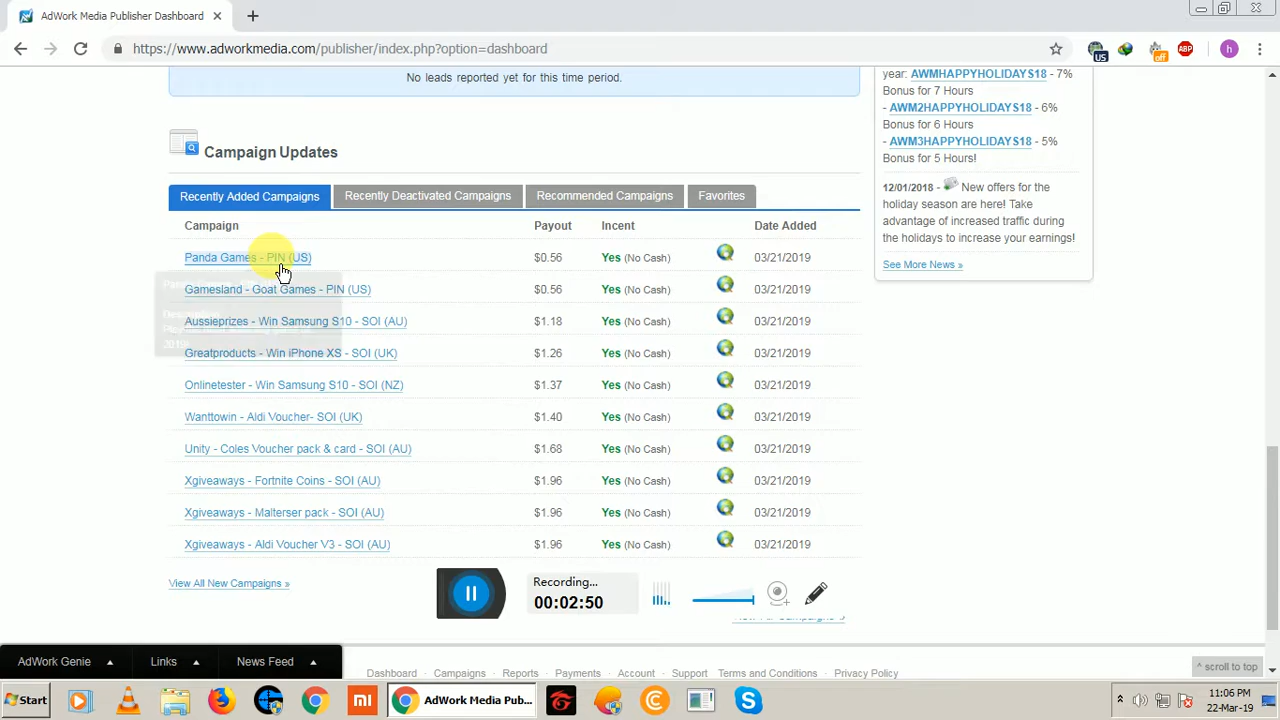 AdWork Media Publisher Dashboard
https://www.adworkmedia.com/publisher/index.php?option=dashboard
US
off
ABP
h
No leads reported yet for this time period.
year: AWMHAPPYHOLIDAYS18 - 7%
Bonus for 7 Hours
- AWM2HAPPYHOLIDAYS18 - 6%
Bonus for 6 Hours
- AWM3HAPPYHOLIDAYS18 - 5%
Bonus for 5 Hours!
12/01/2018 - New offers for the
holiday season are here! Take
advantage of increased traffic during
the holidays to increase your earnings!
See More News »
Campaign Updates
Recently Added Campaigns Recently Deactivated Campaigns Recommended Campaigns Favorites
Campaign Payout Incent Date Added
Panda Games - PIN (US) $0.56 Yes (No Cash) 03/21/2019
Gamesland - Goat Games - PIN (US) $0.56 Yes (No Cash) 03/21/2019
Aussieprizes - Win Samsung S10 - SOI (AU) $1.18 Yes (No Cash) 03/21/2019
Greatproducts - Win iPhone XS - SOI (UK) $1.26 Yes (No Cash) 03/21/2019
Onlinetester - Win Samsung S10 - SOI (NZ) $1.37 Yes (No Cash) 03/21/2019
Wanttowin - Aldi Voucher- SOI (UK) $1.40 Yes (No Cash) 03/21/2019
Unity - Coles Voucher pack & card - SOI (AU) $1.68 Yes (No Cash) 03/21/2019
Xgiveaways - Fortnite Coins - SOI (AU) $1.96 Yes (No Cash) 03/21/2019
Xgiveaways - Malterser pack - SOI (AU) $1.96 Yes (No Cash) 03/21/2019
Xgiveaways - Aldi Voucher V3 - SOI (AU) $1.96 Yes (No Cash) 03/21/2019
View All New Campaigns »
Recording...
00:02:50
AdWork Genie Links News Feed
Dashboard Campaigns Reports Payments Account Support Terms and Conditions Privacy Policy
^ scroll to top
Start
AdWork Media Pub...
11:06 PM
22-Mar-19